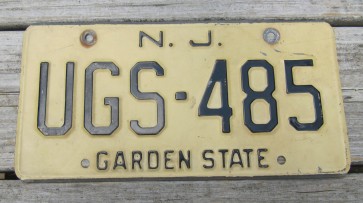 N. J.
UGS-485
GARDEN STATE